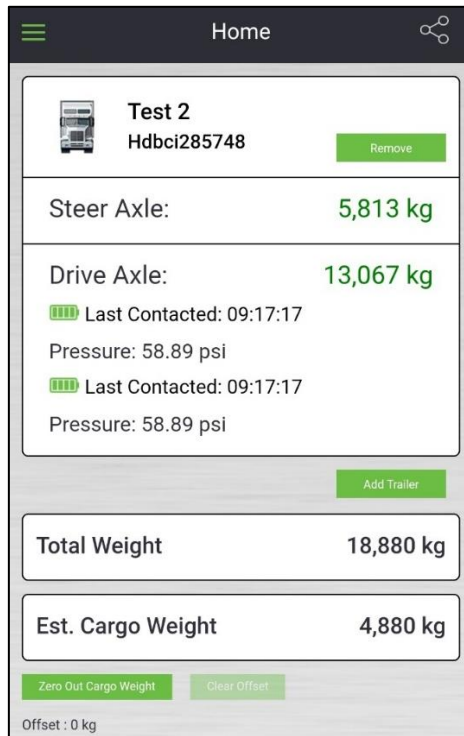 Home
Test 2
Hdbci285748
Remove
Steer Axle: 5,813 kg
Drive Axle: 13,067 kg
Last Contacted: 09:17:17
Pressure: 58.89 psi
Last Contacted: 09:17:17
Pressure: 58.89 psi
Add Trailer
Total Weight 18,880 kg
Est. Cargo Weight 4,880 kg
Zero Out Cargo Weight Clear Offset
Offset : 0 kg